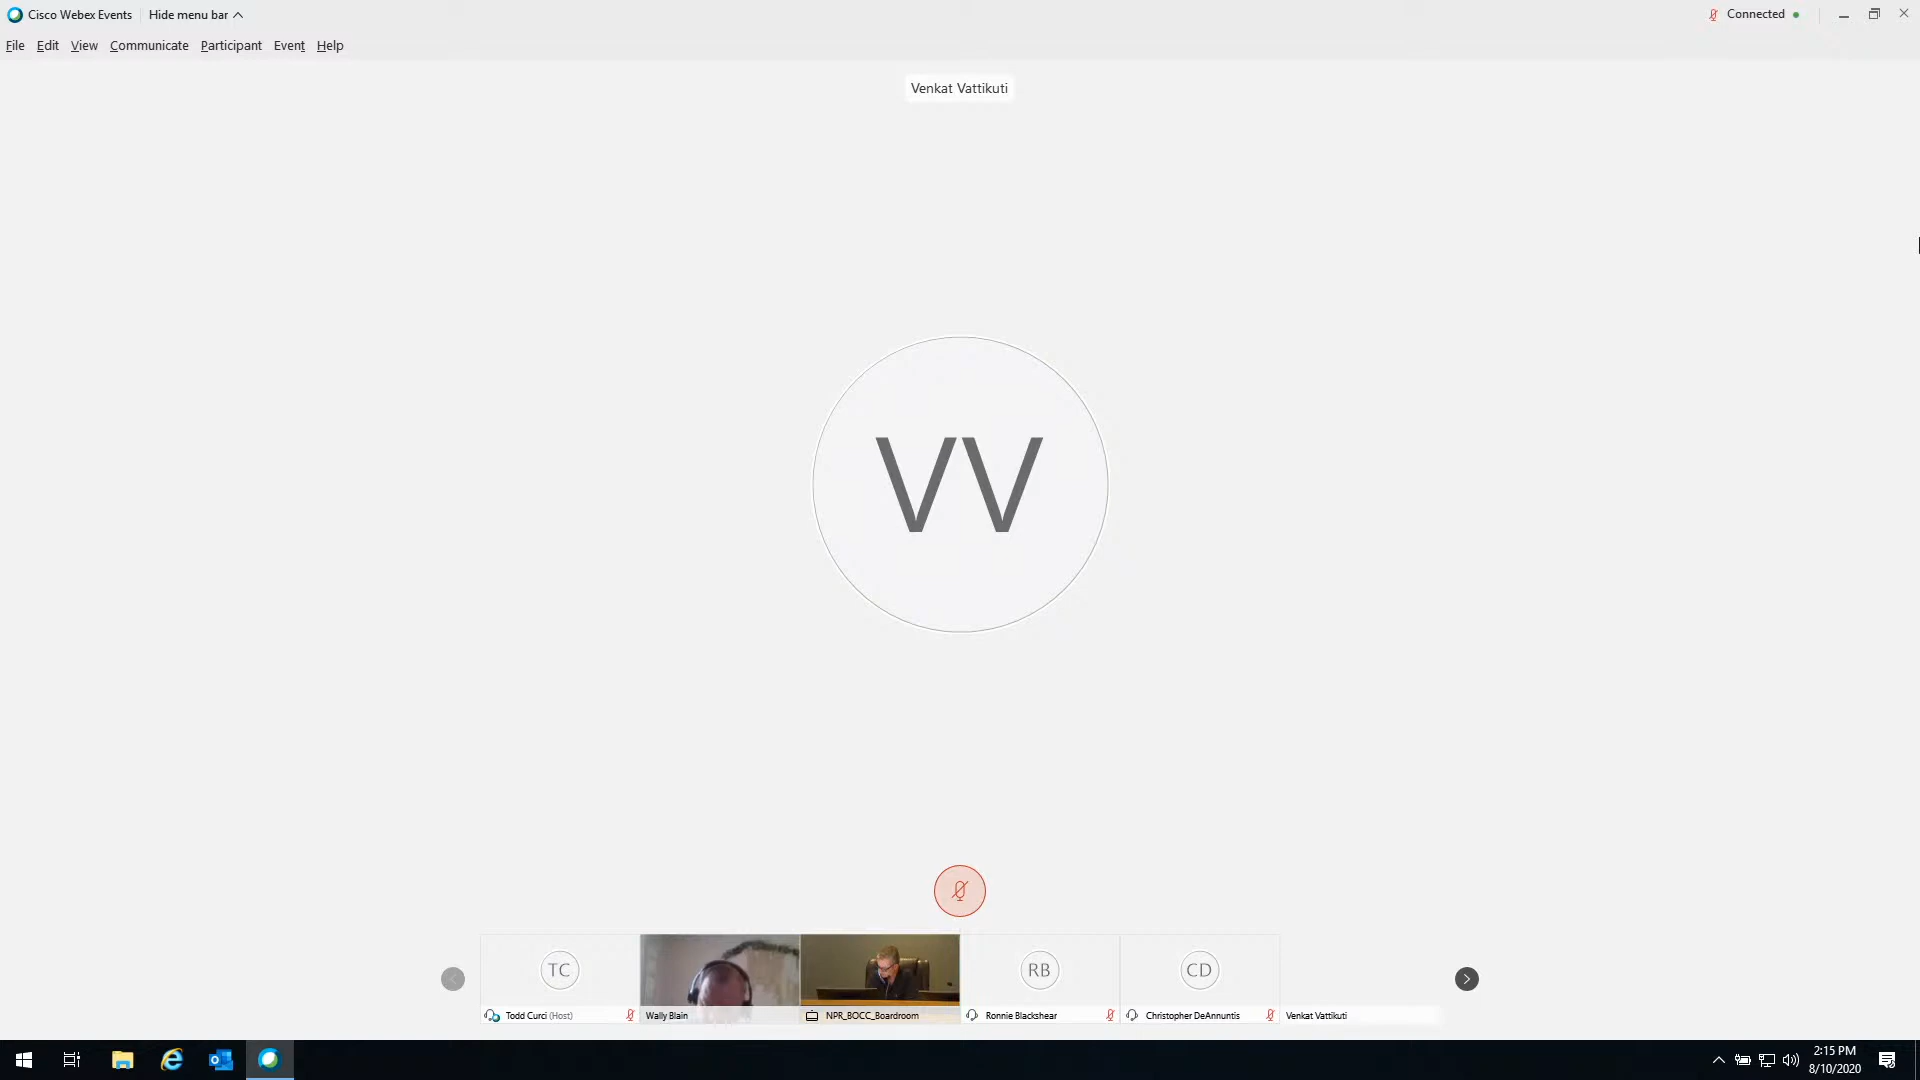 Cisco Webex Events Hide menu bar Connected
File Edit View Communicate Participant Event Help
Venkat Vattikuti
VV
TC RB CD
Todd Curci (Host) Wally Blain NPR_BOCC_Boardroom Ronnie Blackshear Christopher DeAnnuntis Venkat Vattikuti
2:15 PM
8/10/2020